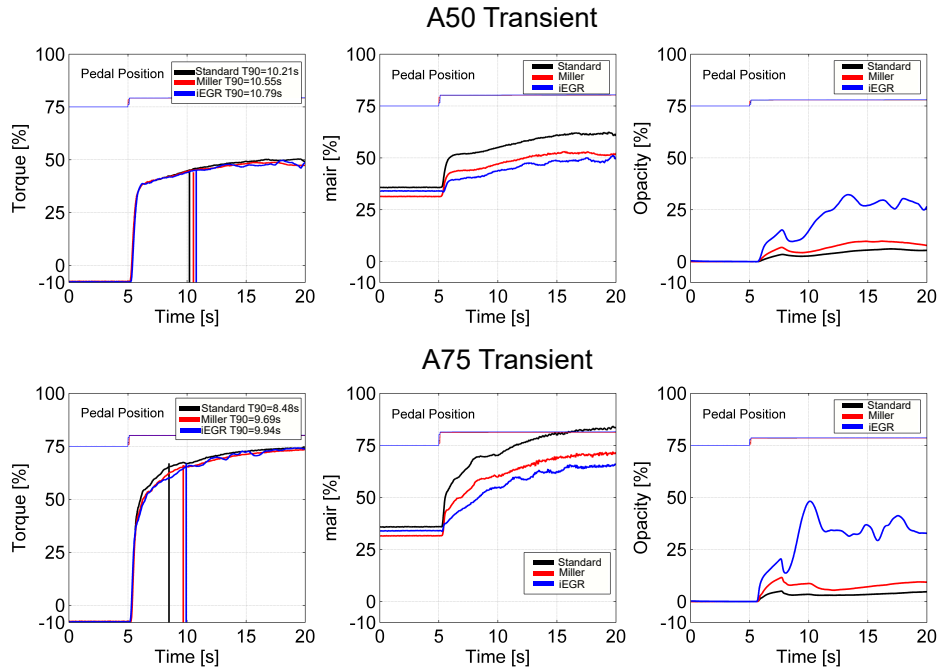 A50 Transient
100
75
50
25
0
-10
Torque [%]
Pedal Position
Standard T90=10.21s
Miller T90=10.55s
iEGR T90=10.79s
0 5 10 15 20
Time [s]
100
75
50
25
0
-10
mair [%]
Pedal Position
Standard
Miller
iEGR
0 5 10 15 20
Time [s]
100
75
50
25
0
-10
Opacity [%]
Pedal Position
Standard
Miller
iEGR
0 5 10 15 20
Time [s]
A75 Transient
100
75
50
25
0
-10
Torque [%]
Pedal Position
Standard T90=8.48s
Miller T90=9.69s
iEGR T90=9.94s
0 5 10 15 20
Time [s]
100
75
50
25
0
-10
mair [%]
Pedal Position
Standard
Miller
iEGR
0 5 10 15 20
Time [s]
100
75
50
25
0
-10
Opacity [%]
Pedal Position
Standard
Miller
iEGR
0 5 10 15 20
Time [s]